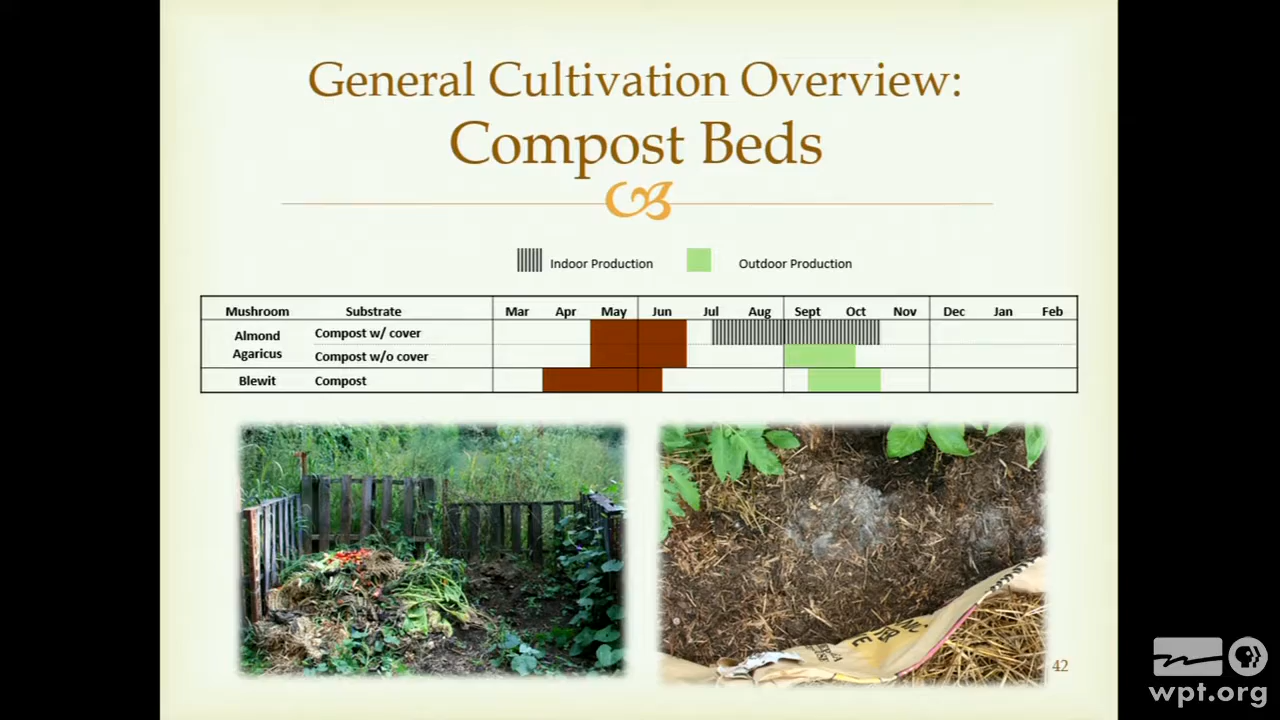 General Cultivation Overview:
Compost Beds
Indoor Production Outdoor Production
Mushroom Substrate Mar Apr May Jun Jul Aug Sept Oct Nov Dec Jan Feb
Almond Agaricus Compost w/ cover
Compost w/o cover
Blewit Compost
42
wpt.org